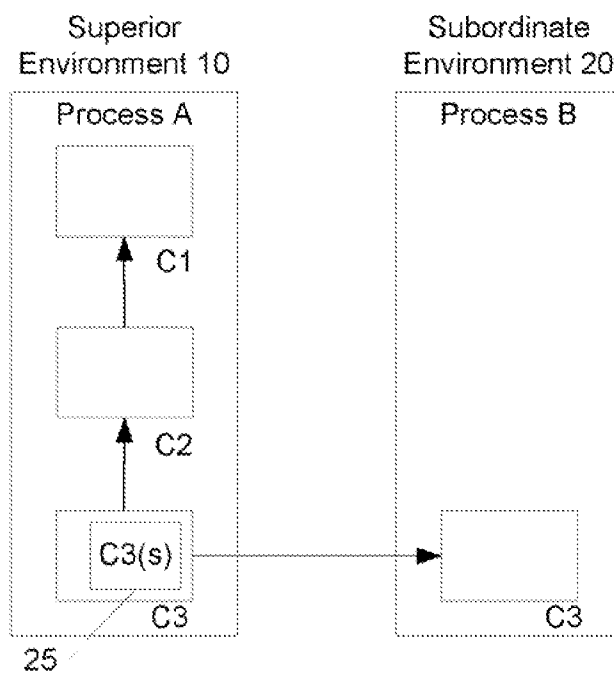 Superior
Environment 10
Subordinate
Environment 20
Process A
Process B
C1
C2
C3(s)
C3
C3
25